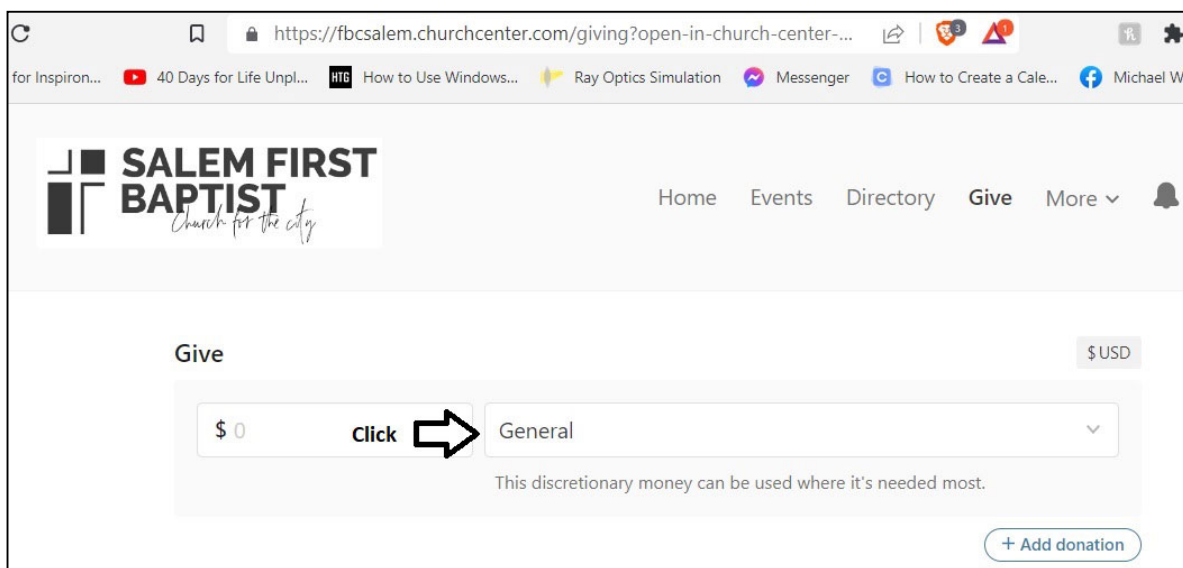 https://fbcsalem.churchcenter.com/giving?open-in-church-center-... 3 1
for Inspiron... 40 Days for Life Unpl... HTG How to Use Windows... Ray Optics Simulation Messenger C How to Create a Cale... Michael W
SALEM FIRST
BAPTIST
Church for the city
Home Events Directory Give More
Give $ USD
$ 0 Click General
This discretionary money can be used where it's needed most.
+ Add donation